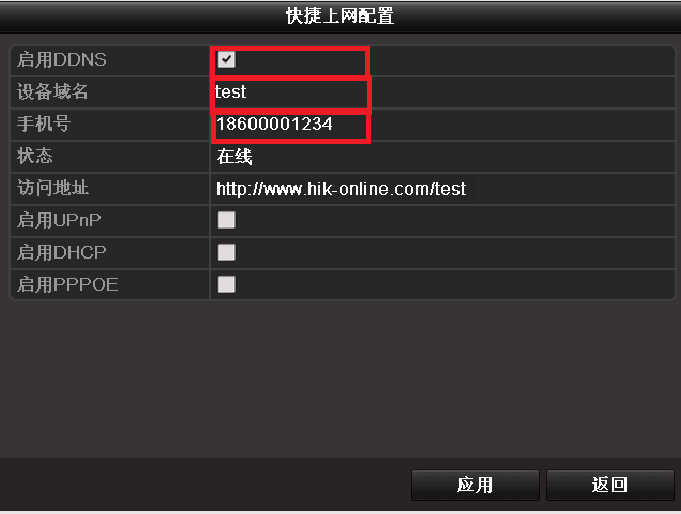 快捷上网配置
启用DDNS
设备域名 test
手机号 18600001234
状态 在线
访问地址 http://www.hik-online.com/test
启用UPnP
启用DHCP
启用PPPOE
应用 返回